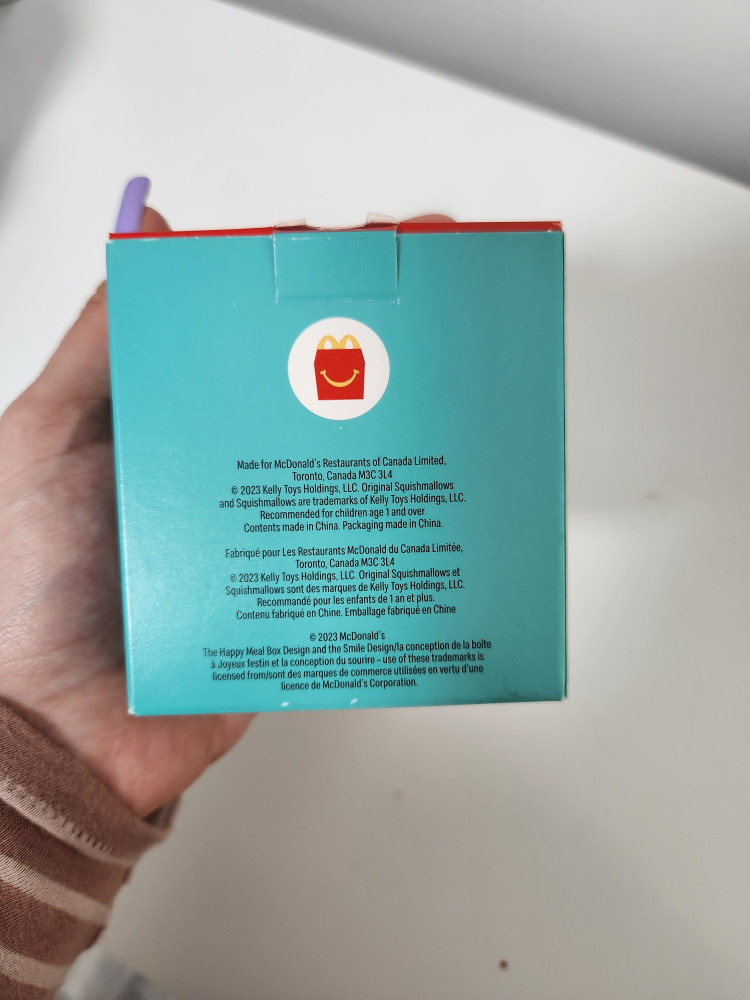 Made for McDonald's Restaurants of Canada Limited,
Toronto, Canada M3C 3L4
© 2023 Kelly Toys Holdings, LLC. Original Squishmallows
and Squishmallows are trademarks of Kelly Toys Holdings, LLC.
Recommended for children age 1 and over.
Contents made in China. Packaging made in China.
Fabriqué pour Les Restaurants McDonald du Canada Limitée,
Toronto, Canada M3C 3L4
© 2023 Kelly Toys Holdings, LLC. Original Squishmallows et
Squishmallows sont des marques de Kelly Toys Holdings, LLC.
Recommandé pour les enfants de 1 an et plus.
Contenu fabriqué en Chine. Emballage fabriqué en Chine
© 2023 McDonald's
The Happy Meal Box Design and the Smile Design/la conception de la boîte
à Joyeux festin et la conception du sourire – use of these trademarks is
licensed from/sont des marques de commerce utilisées en vertu d'une
licence de McDonald's Corporation.